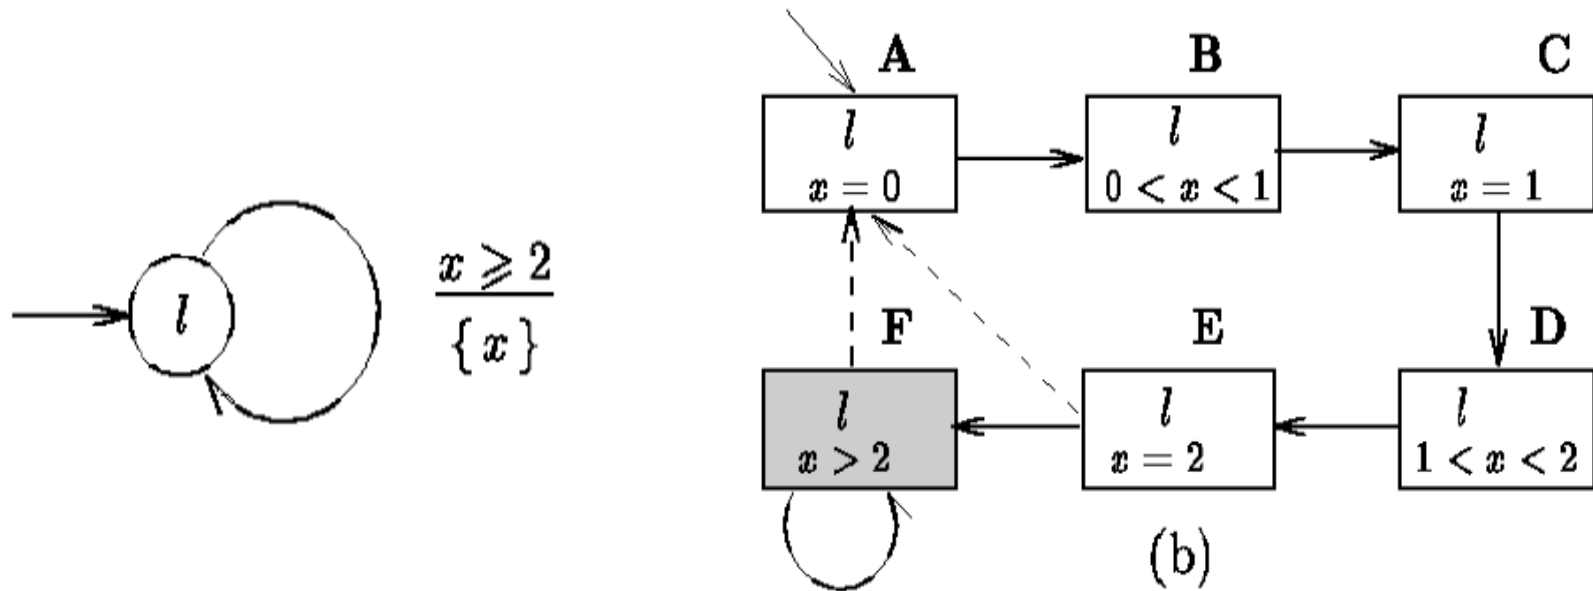 l
x ⩾ 2
{ x }
A
l
x = 0
B
l
0 < x < 1
C
l
x = 1
F
l
x > 2
E
l
x = 2
D
l
1 < x < 2
(b)